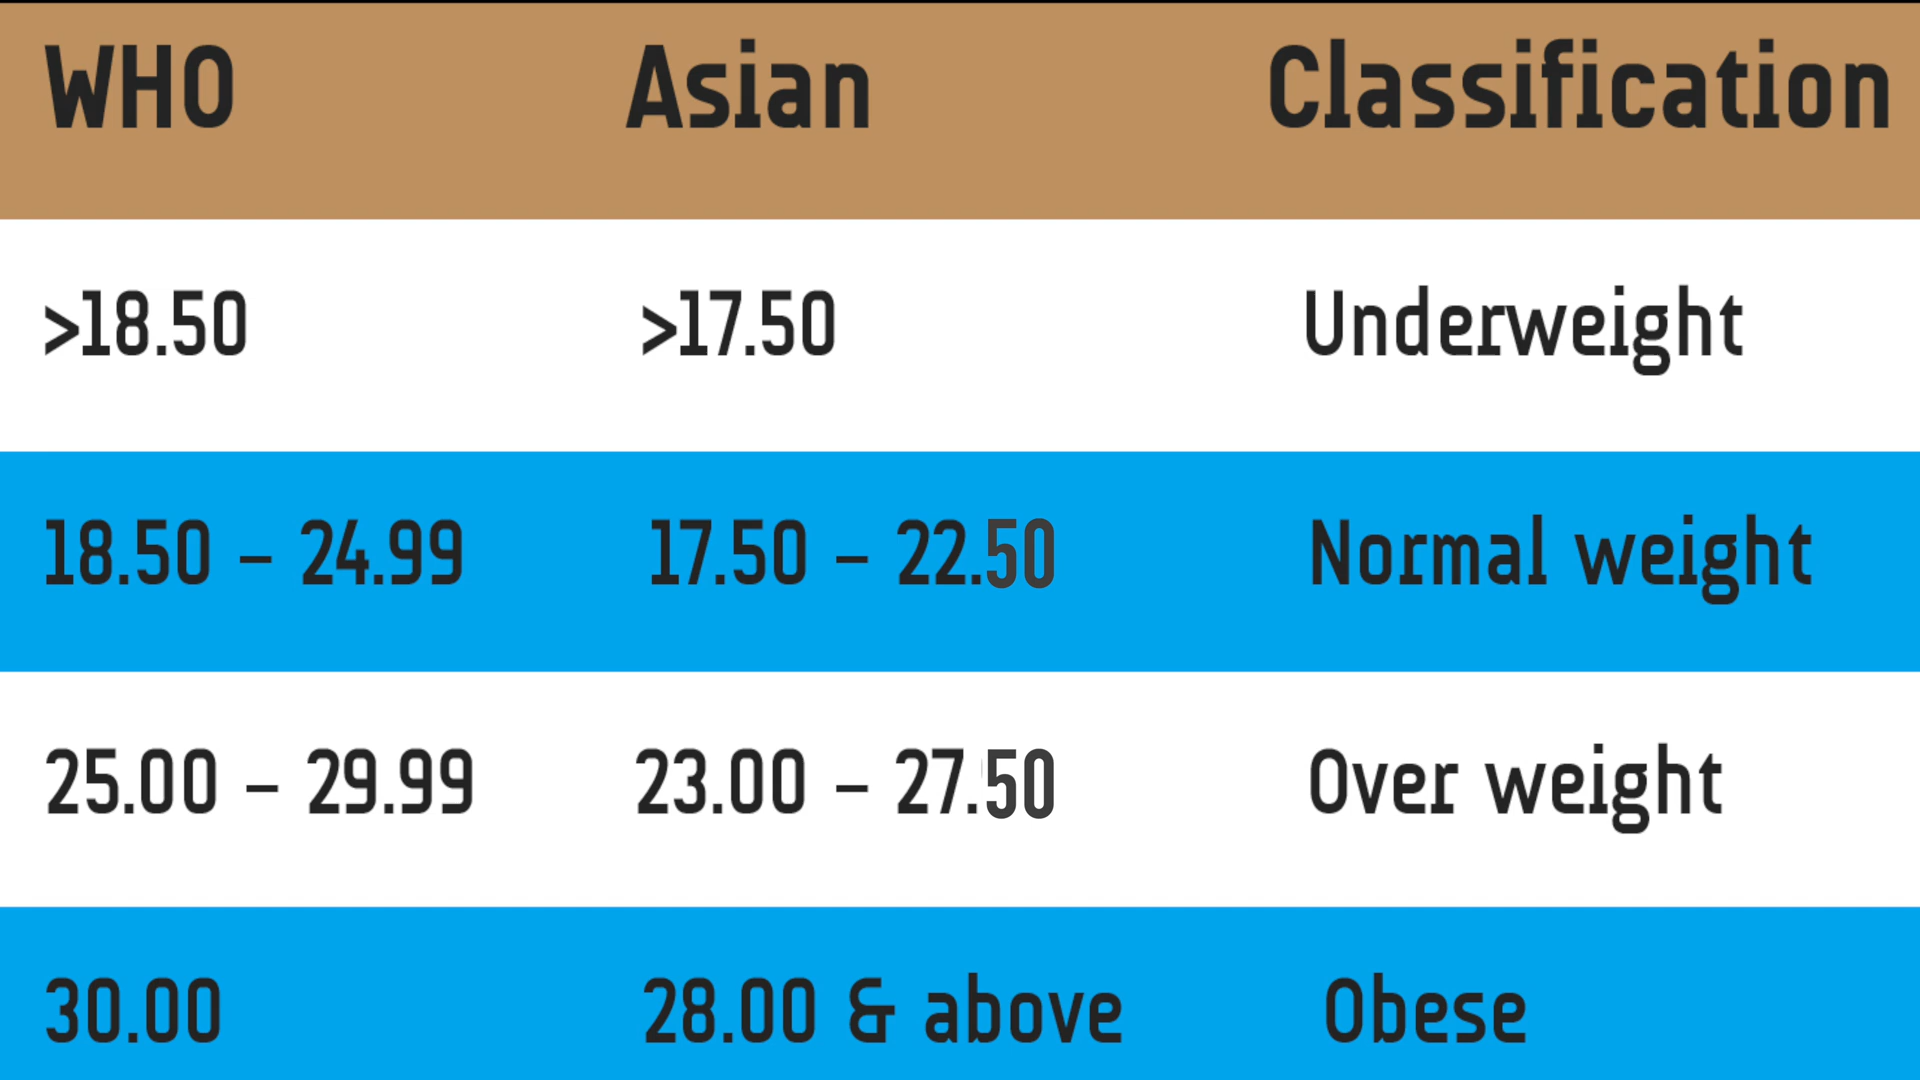 WHO Asian Classification
>18.50 >17.50 Underweight
18.50 – 24.99 17.50 – 22.50 Normal weight
25.00 – 29.99 23.00 – 27.50 Over weight
30.00 28.00 & above Obese